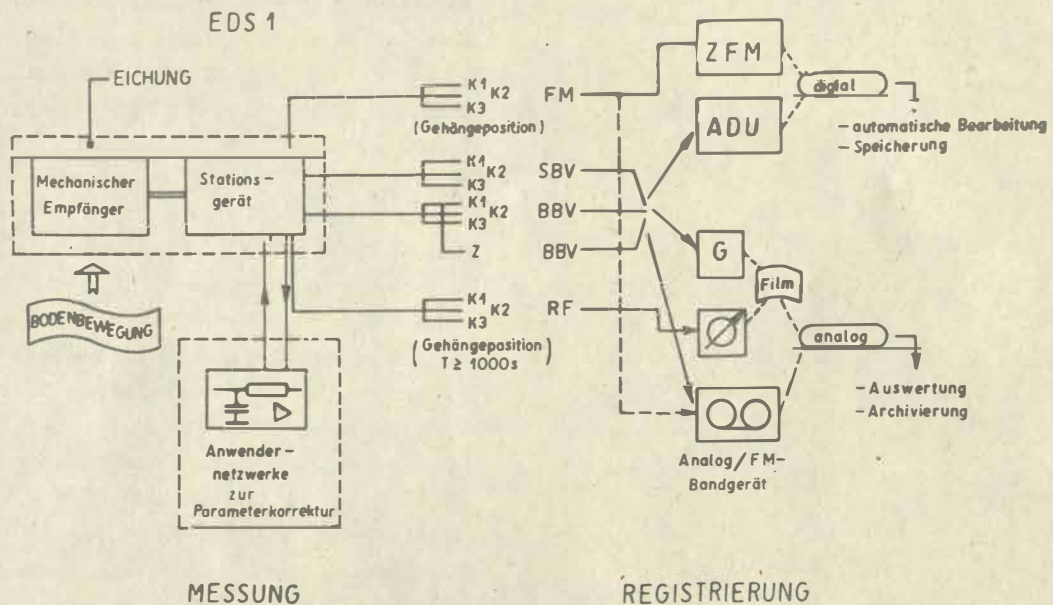 EDS 1
EICHUNG
Mechanischer
Empfänger
Stations-
gerät
BODENBEWEGUNG
Anwender-
netzwerke
zur
Parameterkorrektur
K1
K2
K3
(Gehängeposition)
K1
K2
K3
K1
K2
K3
Z
K1
K2
K3
(Gehängeposition
T ≥ 1000s)
FM
SBV
BBV
BBV
RF
ZFM
ADU
G
Film
Analog/FM-
Bandgerät
digital
- automatische Bearbeitung
- Speicherung
analog
- Auswertung
- Archivierung
MESSUNG
REGISTRIERUNG